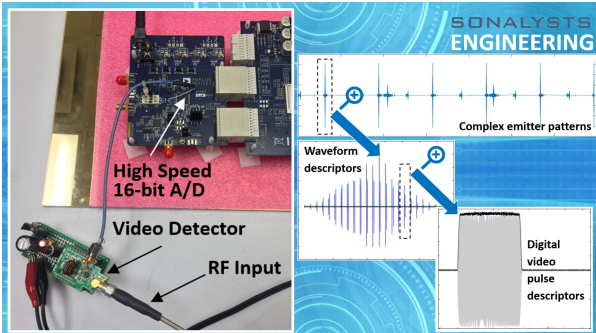 SONALYSTS
ENGINEERING
High Speed
16-bit A/D
Video Detector
RF Input
Complex emitter patterns
Waveform
descriptors
Digital
video
pulse
descriptors